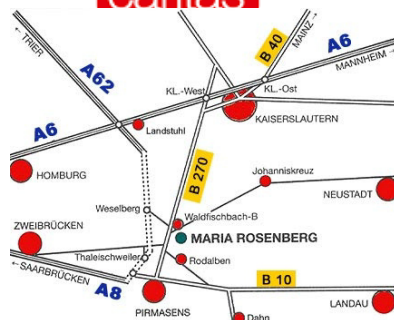 caritas
← TRIER
A62
B 40
MAINZ →
A6
MANNHEIM →
KL.-West
KL.-Ost
KAISERSLAUTERN
A6
Landstuhl
HOMBURG
B 270
Johanniskreuz
NEUSTADT
Weselberg
Waldfischbach-B
ZWEIBRÜCKEN
MARIA ROSENBERG
Thaleischweiler
Rodalben
← SAARBRÜCKEN
A8
B 10
PIRMASENS
LANDAU
Dahn